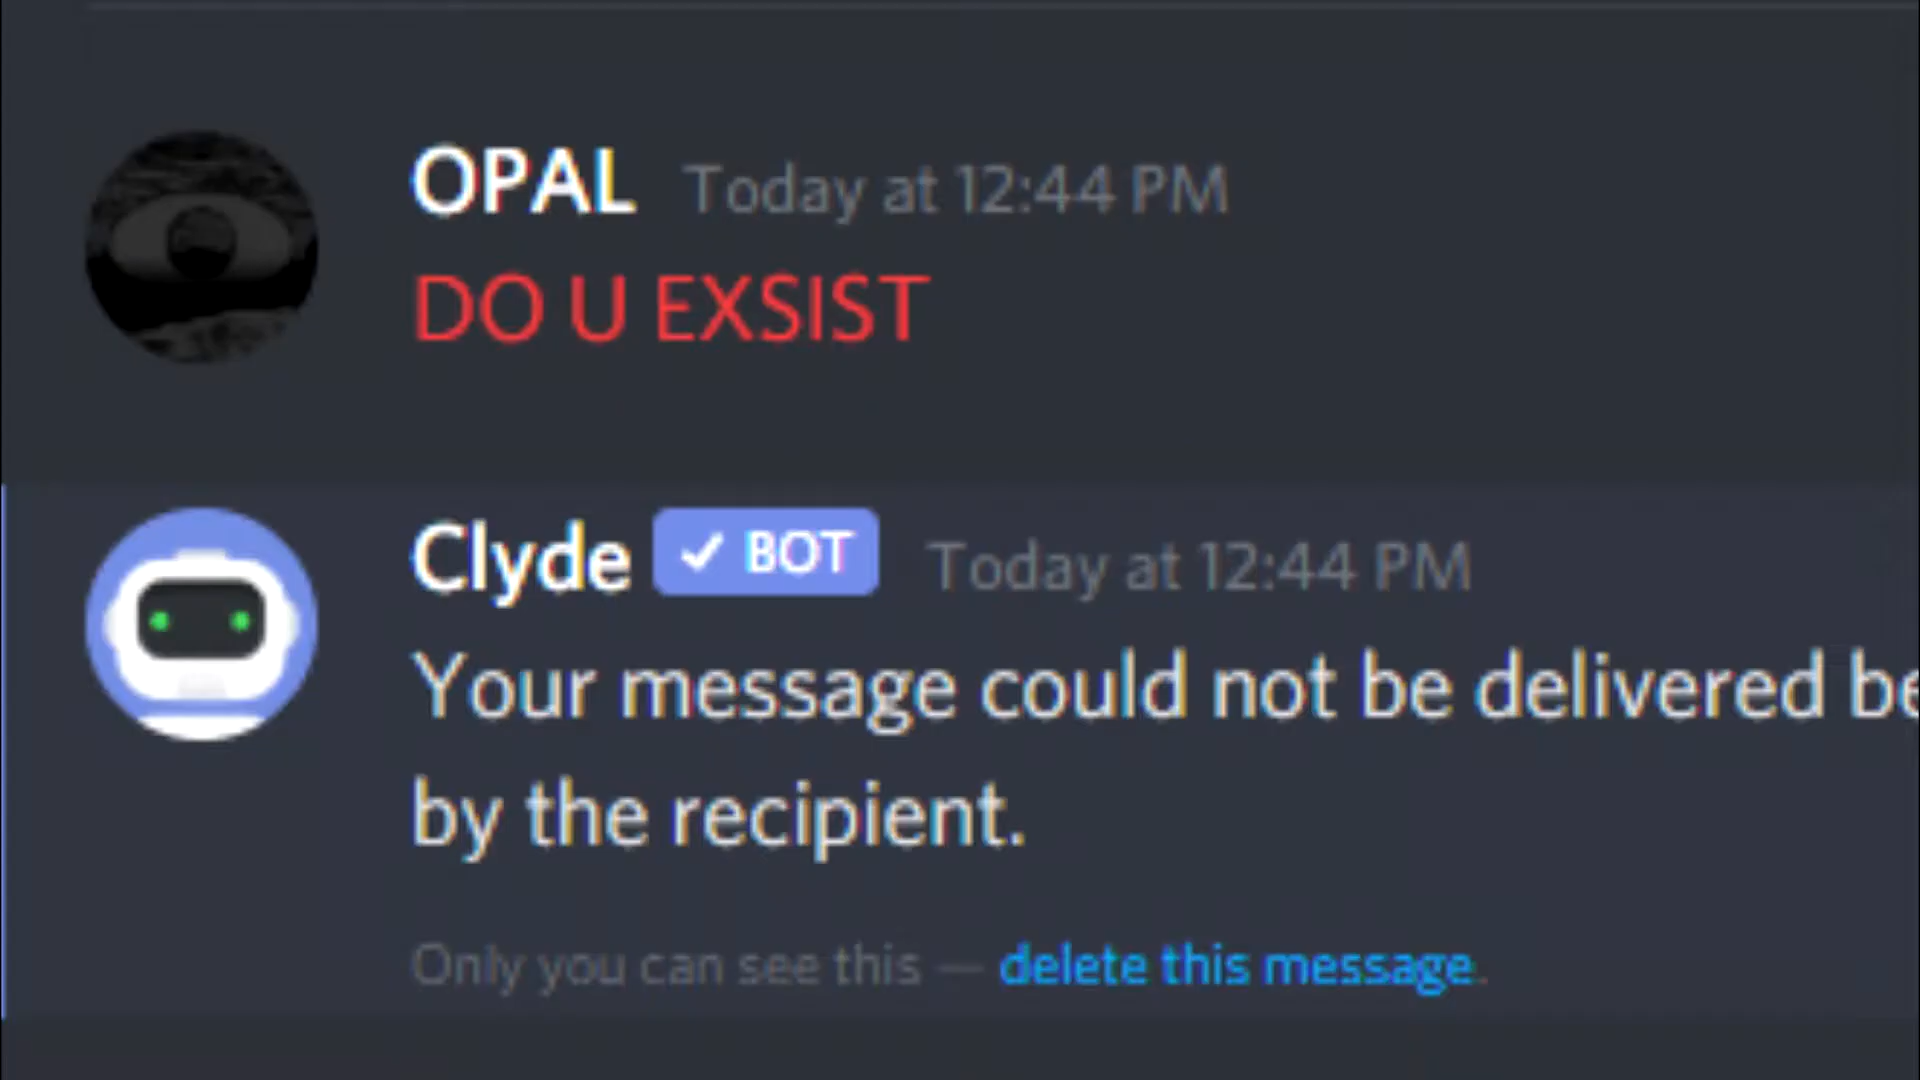 OPAL Today at 12:44 PM
DO U EXSIST
Clyde ✓ BOT Today at 12:44 PM
Your message could not be delivered be
by the recipient.
Only you can see this — delete this message.